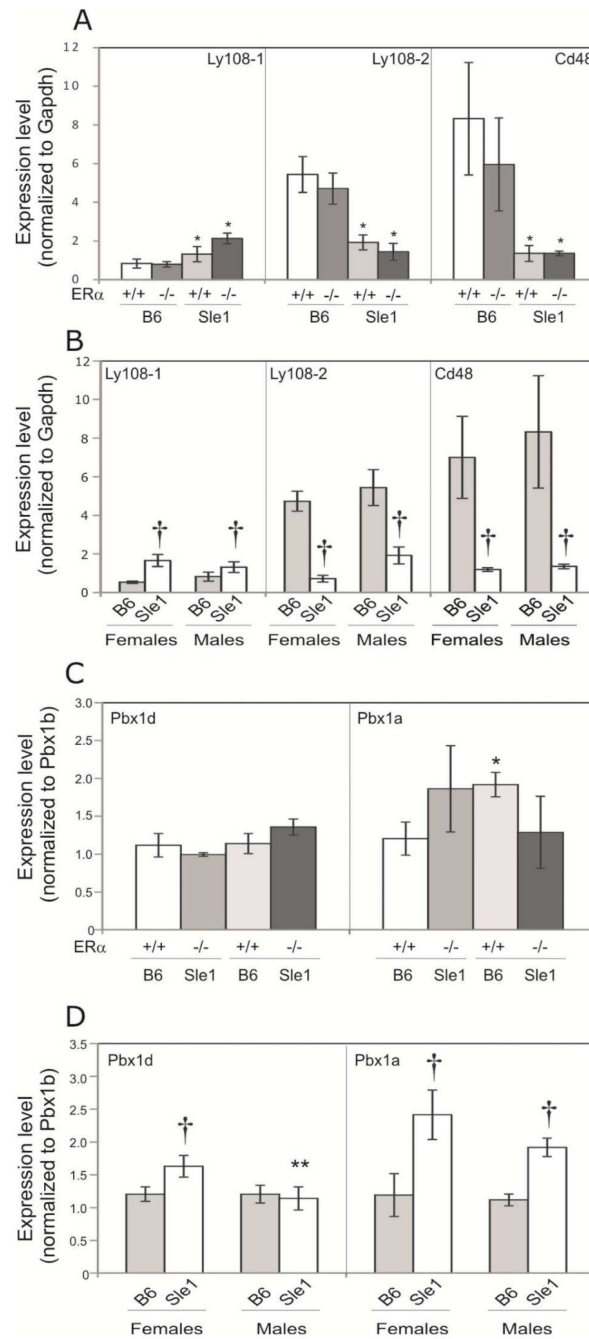 A
Ly108-1 Ly108-2 Cd48
Expression level
(normalized to Gapdh)
12
10
8
6
4
2
0
* * * * * *
ERα +/+ -/- +/+ -/- +/+ -/- +/+ -/- +/+ -/- +/+ -/-
B6 Sle1 B6 Sle1 B6 Sle1
B
Ly108-1 Ly108-2 Cd48
Expression level
(normalized to Gapdh)
12
10
8
6
4
2
0
† † † † † †
B6 Sle1 B6 Sle1 B6 Sle1 B6 Sle1 B6 Sle1 B6 Sle1
Females Males Females Males Females Males
C
Pbx1d Pbx1a
Expression level
(normalized to Pbx1b)
3.0
2.5
2.0
1.5
1.0
0.5
0
*
ERα +/+ -/- +/+ -/- +/+ -/- +/+ -/-
B6 Sle1 B6 Sle1 B6 Sle1 B6 Sle1
D
Pbx1d Pbx1a
Expression level
(normalized to Pbx1b)
3.5
3.0
2.5
2.0
1.5
1.0
0.5
0
† ** † †
B6 Sle1 B6 Sle1 B6 Sle1 B6 Sle1
Females Males Females Males